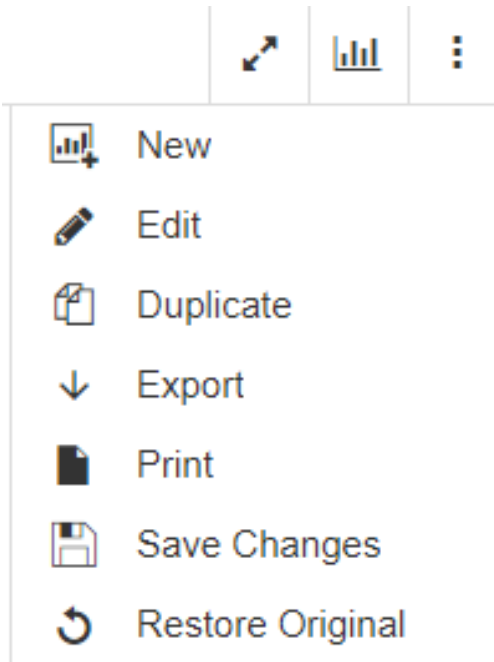 New
Edit
Duplicate
Export
Print
Save Changes
Restore Original